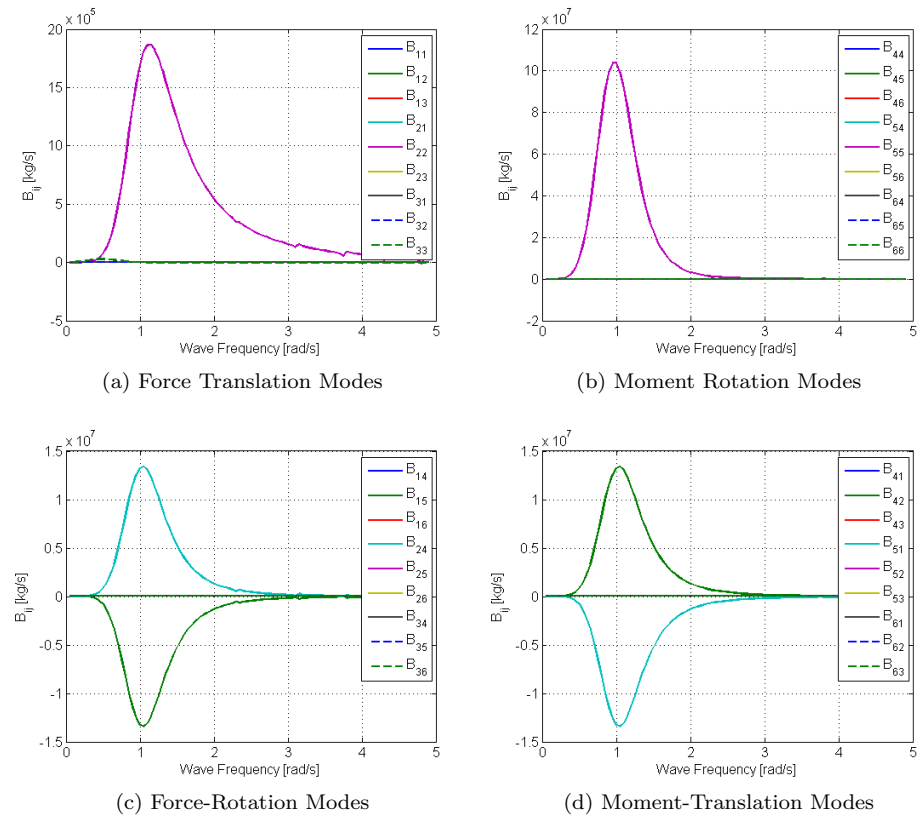 x 10^5
20
15
10
5
0
-5
B_ij [kg/s]
0 1 2 3 4 5
Wave Frequency [rad/s]
B_11
B_12
B_13
B_21
B_22
B_23
B_31
B_32
B_33
(a) Force Translation Modes
x 10^7
12
10
8
6
4
2
0
-2
B_ij [kg/s]
0 1 2 3 4 5
Wave Frequency [rad/s]
B_44
B_45
B_46
B_54
B_55
B_56
B_64
B_65
B_66
(b) Moment Rotation Modes
x 10^7
1.5
1
0.5
0
-0.5
-1
-1.5
B_ij [kg/s]
0 1 2 3 4 5
Wave Frequency [rad/s]
B_14
B_15
B_16
B_24
B_25
B_26
B_34
B_35
B_36
(c) Force-Rotation Modes
x 10^7
1.5
1
0.5
0
-0.5
-1
-1.5
B_ij [kg/s]
0 1 2 3 4 5
Wave Frequency [rad/s]
B_41
B_42
B_43
B_51
B_52
B_53
B_61
B_62
B_63
(d) Moment-Translation Modes